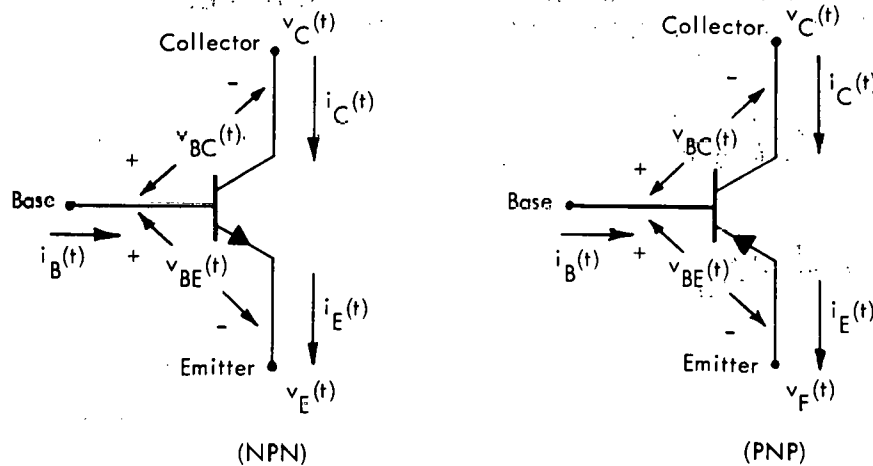 v_C(t)
Collector
-
i_C(t)
v_BC(t)
+
Base
i_B(t)
+
v_BE(t)
-
i_E(t)
Emitter
v_E(t)
(NPN)
v_C(t)
Collector
-
i_C(t)
v_BC(t)
+
Base
i_B(t)
+
v_BE(t)
-
i_E(t)
Emitter
v_F(t)
(PNP)